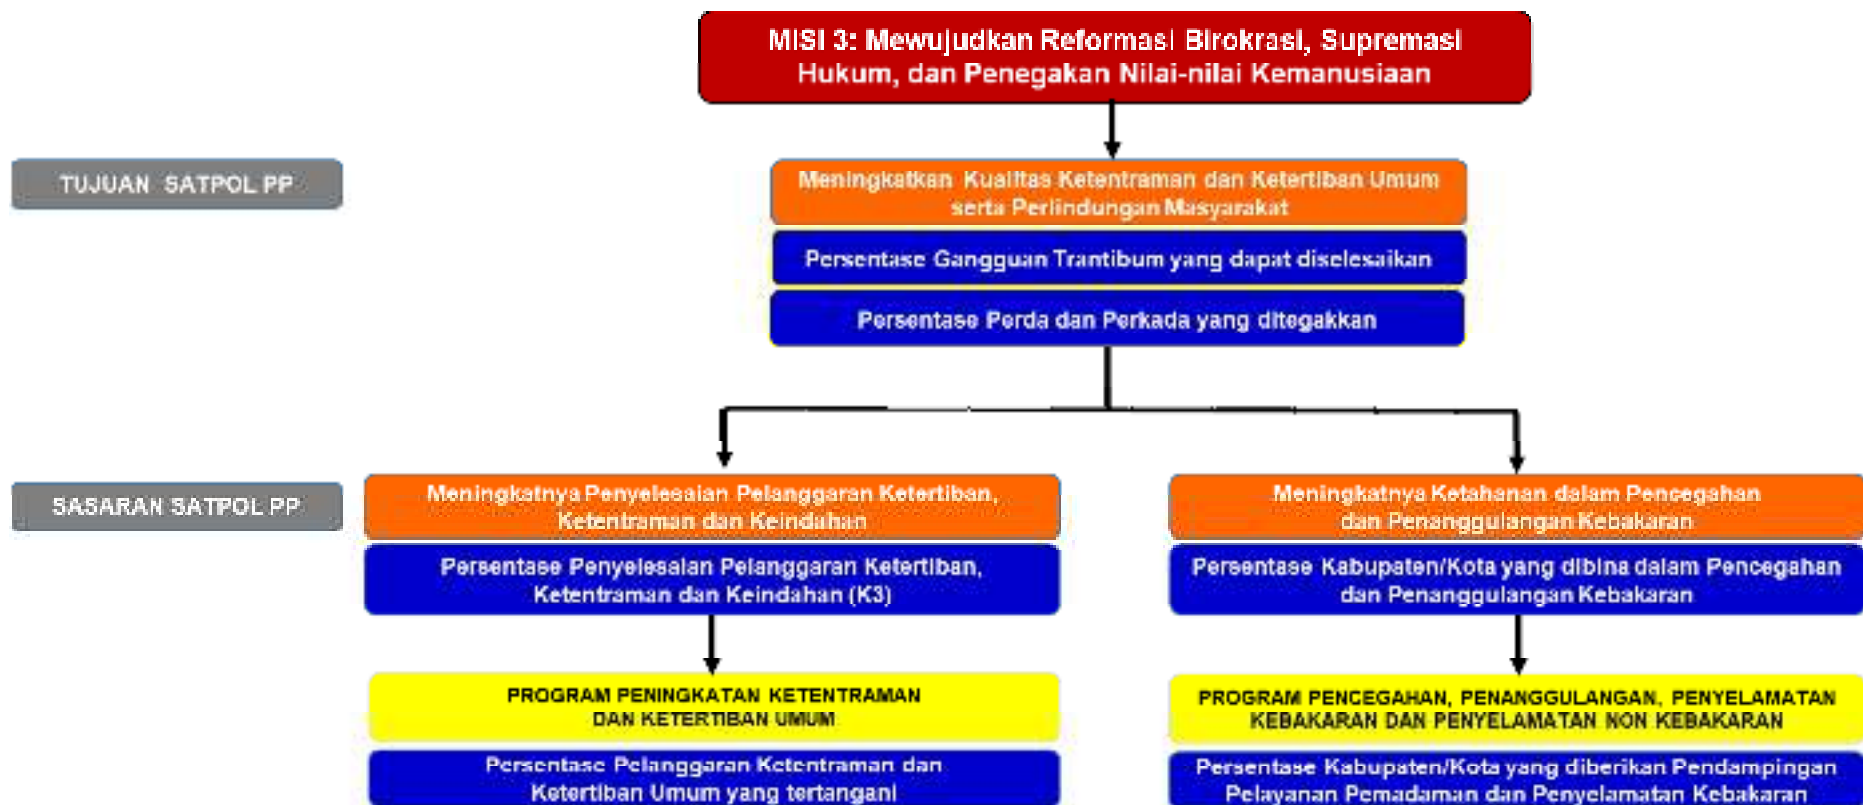 MISI 3: Mewujudkan Reformasi Birokrasi, Supremasi
Hukum, dan Penegakan Nilai-nilai Kemanusiaan
TUJUAN SATPOL PP
Meningkatkan Kualitas Ketentraman dan Ketertiban Umum
serta Perlindungan Masyarakat
Persentase Gangguan Trantibum yang dapat diselesaikan
Persentase Perda dan Perkada yang ditegakkan
SASARAN SATPOL PP
Meningkatnya Penyelesaian Pelanggaran Ketertiban,
Ketentraman dan Keindahan
Persentase Penyelesaian Pelanggaran Ketertiban,
Ketentraman dan Keindahan (K3)
PROGRAM PENINGKATAN KETENTRAMAN
DAN KETERTIBAN UMUM
Persentase Pelanggaran Ketentraman dan
Ketertiban Umum yang tertangani
Meningkatnya Ketahanan dalam Pencegahan
dan Penanggulangan Kebakaran
Persentase Kabupaten/Kota yang dibina dalam Pencegahan
dan Penanggulangan Kebakaran
PROGRAM PENCEGAHAN, PENANGGULANGAN, PENYELAMATAN
KEBAKARAN DAN PENYELAMATAN NON KEBAKARAN
Persentase Kabupaten/Kota yang diberikan Pendampingan
Pelayanan Pemadaman dan Penyelamatan Kebakaran